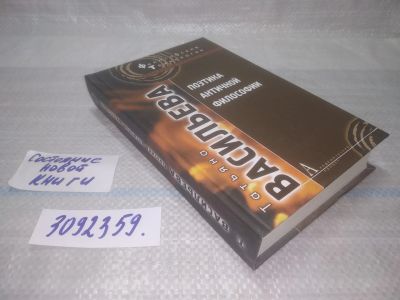 ПОЭТИКА
АНТИЧНОЙ
ФИЛОСОФИИ
Татьяна
ВАСИЛЬЕВА
Состояние
новой
книги
3092359.